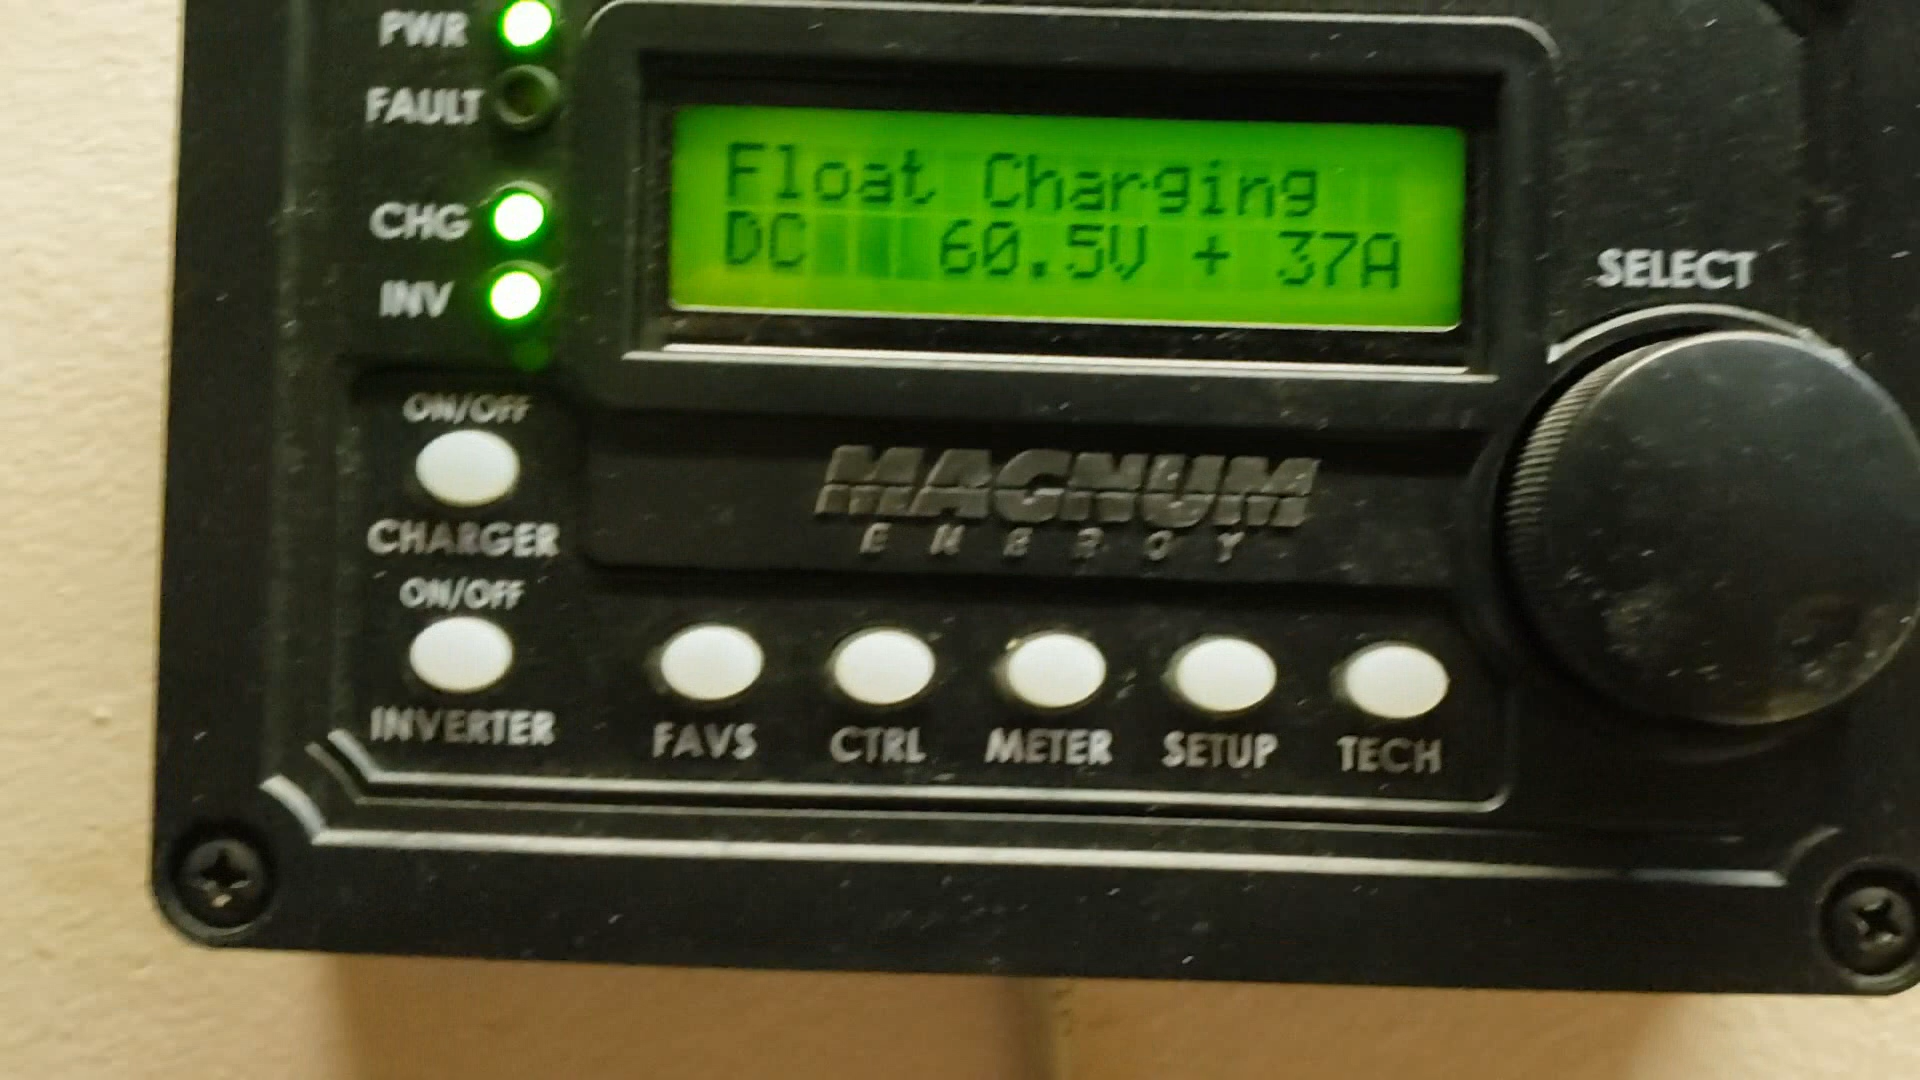 PWR
FAULT
CHG
INV
Float Charging
DC 60.5V + 37A
SELECT
ON/OFF
CHARGER
ON/OFF
INVERTER
MAGNUM
ENERGY
FAVS
CTRL
METER
SETUP
TECH